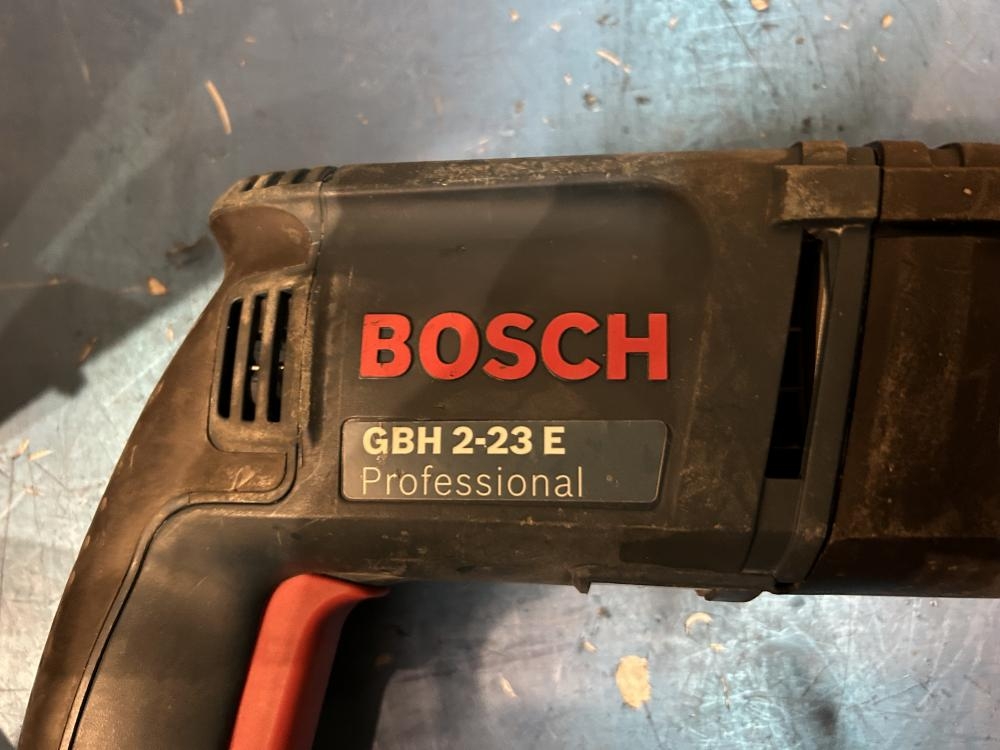 BOSCH
GBH 2-23 E
Professional